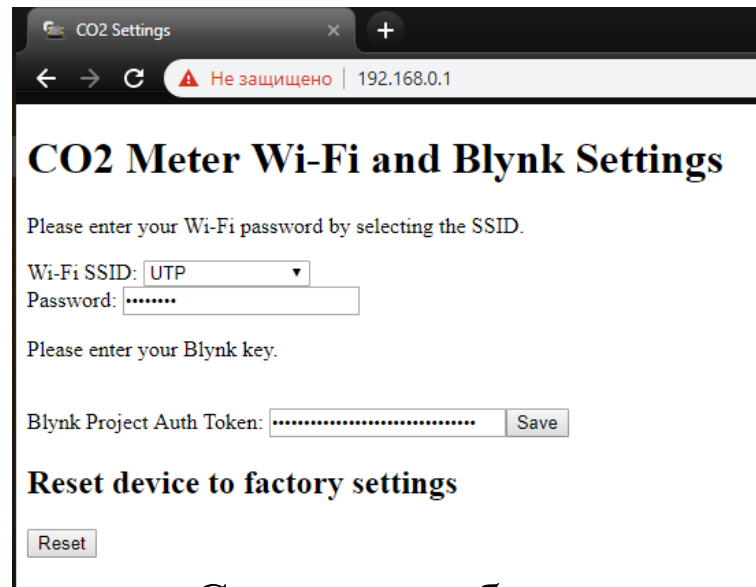 CO2 Settings
Не защищено | 192.168.0.1
CO2 Meter Wi-Fi and Blynk Settings
Please enter your Wi-Fi password by selecting the SSID.
Wi-Fi SSID: UTP
Password: ••••••••
Please enter your Blynk key.
Blynk Project Auth Token: •••••••••••••••••••••••••••••••• Save
Reset device to factory settings
Reset